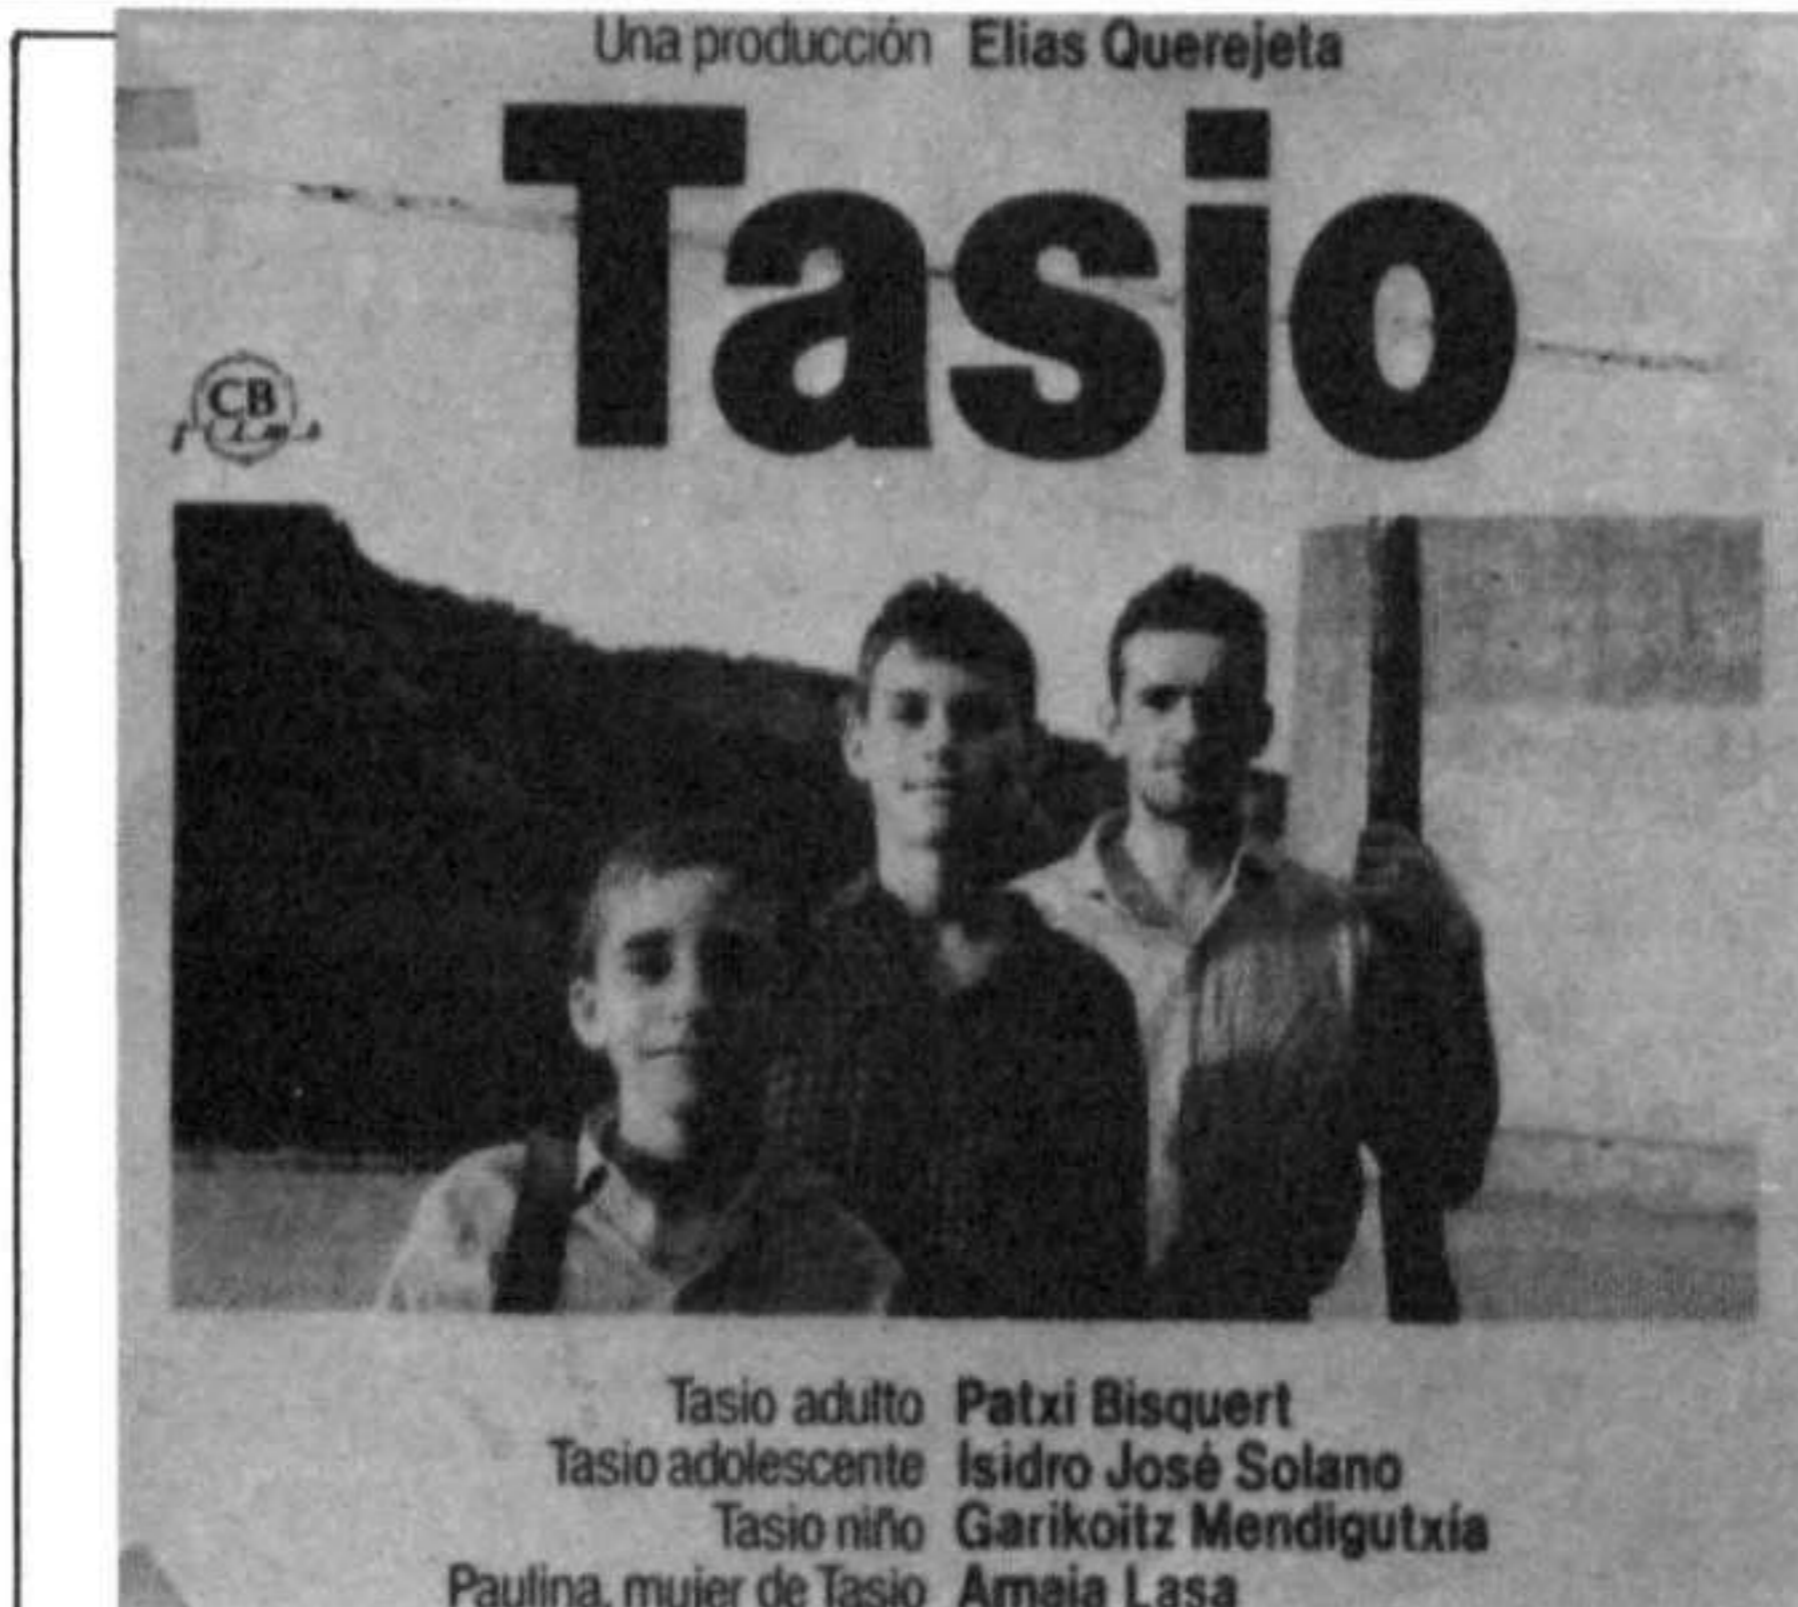 Una producción Elias Querejeta
Tasio
CB
films
Tasio adulto Patxi Bisquert
Tasio adolescente Isidro José Solano
Tasio niño Garikoitz Mendigutxía
Paulina, mujer de Tasio Amaia Lasa